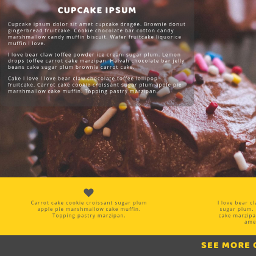 CUPCAKE IPSUM
Cupcake ipsum dolor sit amet cupcake dragee. Brownie donut
gingerbread fruitcake. Cookie chocolate bar cotton candy
marshmallow candy muffin biscuit. Wafer fruitcake liquorice
muffin I love.
I love bear claw toffee powder ice cream sugar plum. Lemon
drops toffee carrot cake marzipan. Halvah chocolate bar jelly
beans cake sugar plum brownie carrot cake.
Cake I love I love bear claw chocolate toffee lollipop
fruitcake. Carrot cake cookie croissant sugar plum apple pie
marshmallow cake muffin. Topping pastry marzipan.
Carrot cake cookie croissant sugar plum
apple pie marshmallow cake muffin.
Topping pastry marzipan.
I love bear cl
sugar plum.
cake marzipa
SEE MORE